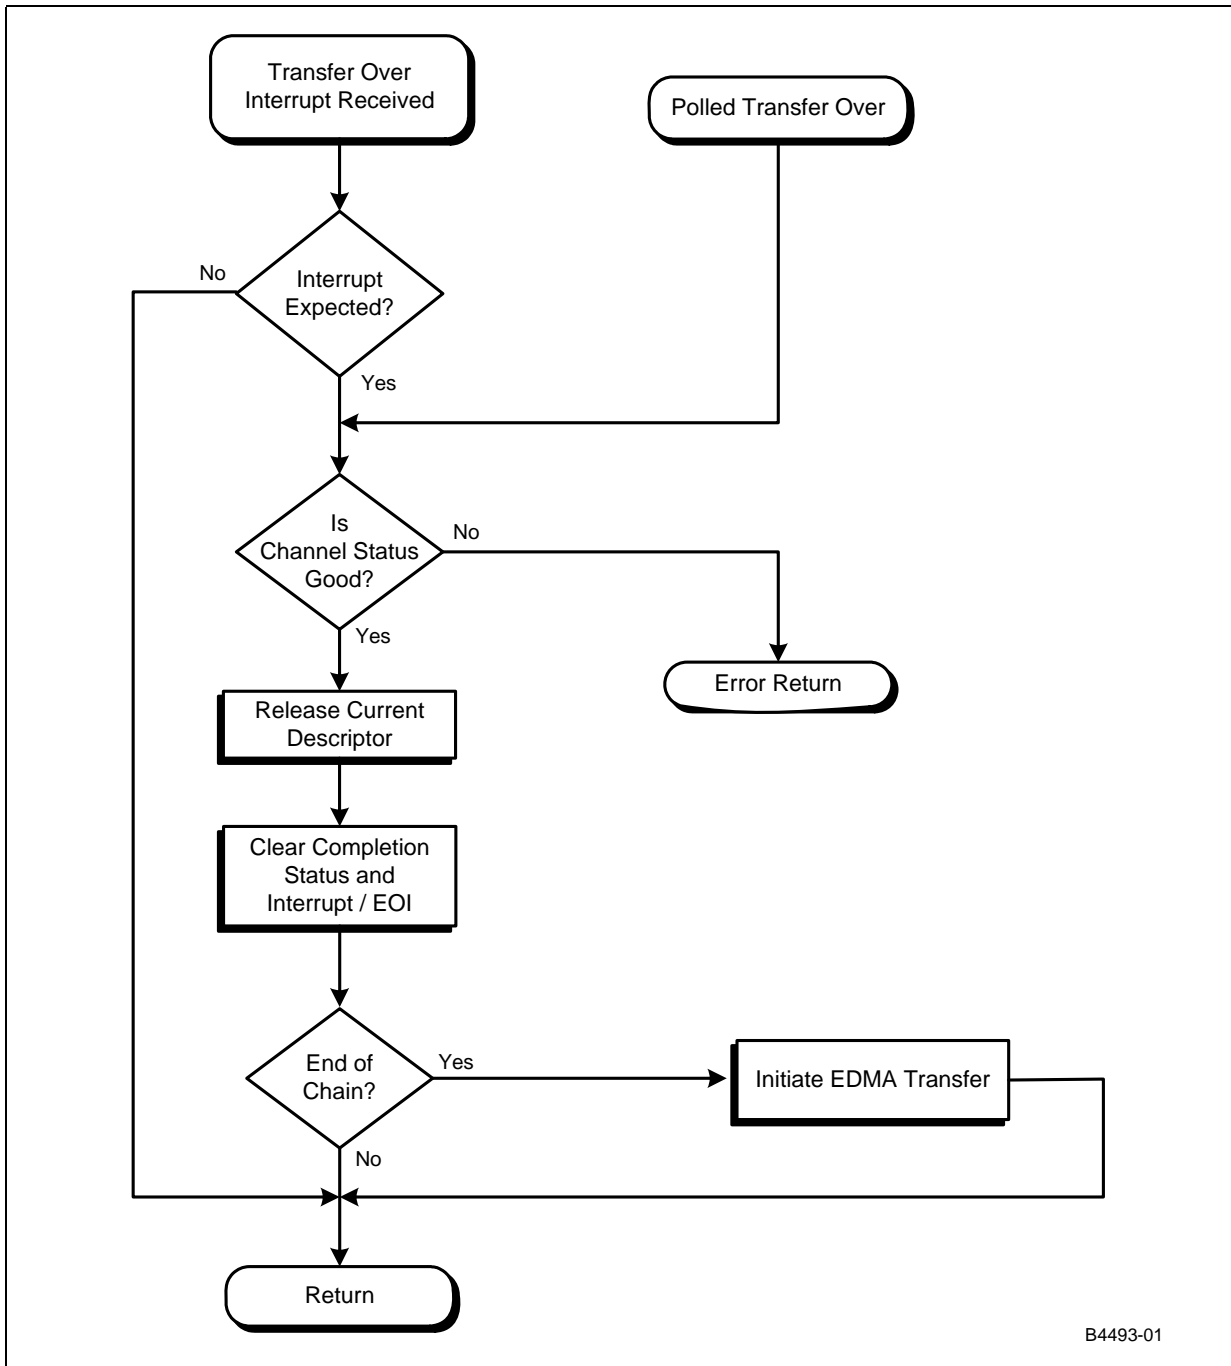 Transfer Over
Interrupt Received
Polled Transfer Over
No
Interrupt
Expected?
Yes
Is
Channel Status
Good?
No
Yes
Error Return
Release Current
Descriptor
Clear Completion
Status and
Interrupt / EOI
End of
Chain?
Yes
Initiate EDMA Transfer
No
Return
B4493-01